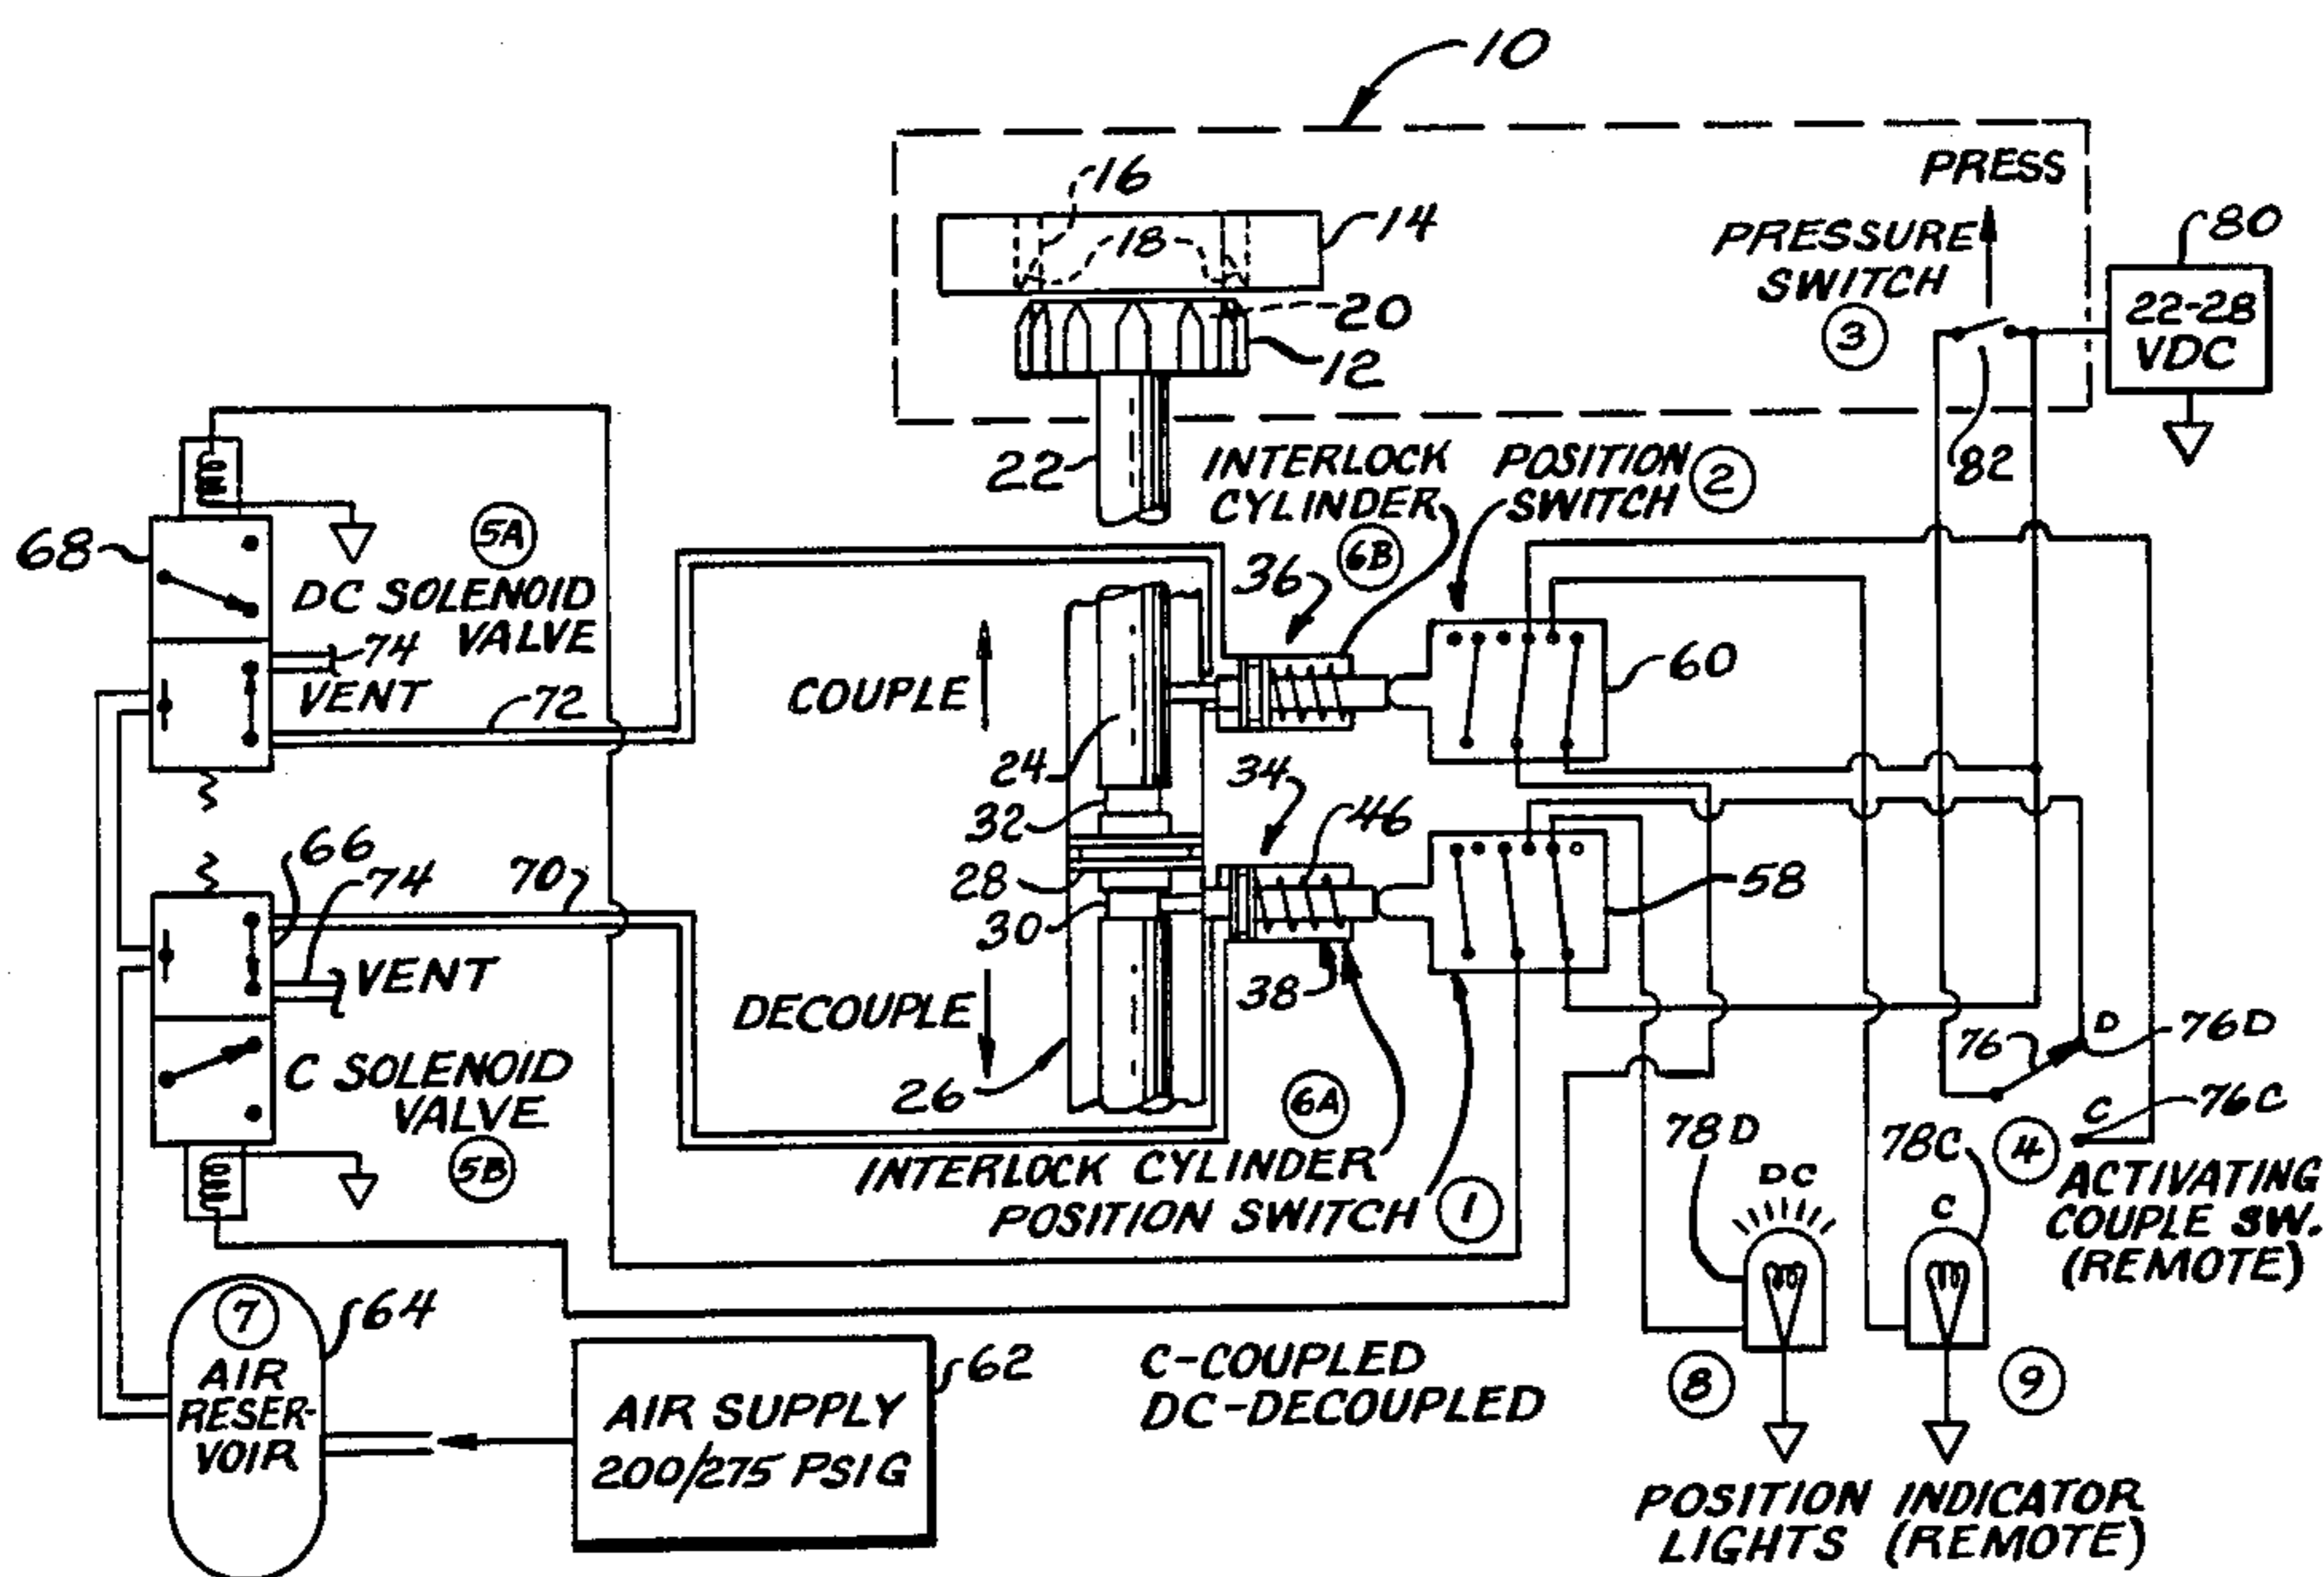 10
PRESS
16
18
14
20
12
PRESSURE
SWITCH
3
80
22-28
VDC
82
22
INTERLOCK
CYLINDER
6B
POSITION
SWITCH
2
36
60
68
5A
DC SOLENOID
VALVE
74
VENT
72
COUPLE
24
32
34
46
28
30
38
58
66
74
70
VENT
DECOUPLE
26
C SOLENOID
VALVE
5B
6A
INTERLOCK CYLINDER
POSITION SWITCH
1
76
D
76D
C
76C
4
ACTIVATING
COUPLE SW.
(REMOTE)
78D
DC
78C
C
7
AIR
RESER-
VOIR
64
AIR SUPPLY
200/275 PSIG
62
C-COUPLED
DC-DECOUPLED
8
9
POSITION INDICATOR
LIGHTS (REMOTE)